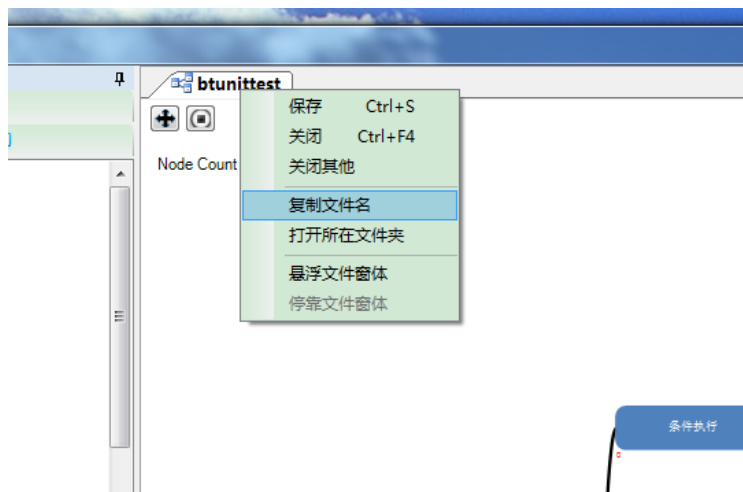 btunittest
保存 Ctrl+S
关闭 Ctrl+F4
Node Count
关闭其他
复制文件名
打开所在文件夹
悬浮文件窗体
停靠文件窗体
条件执行